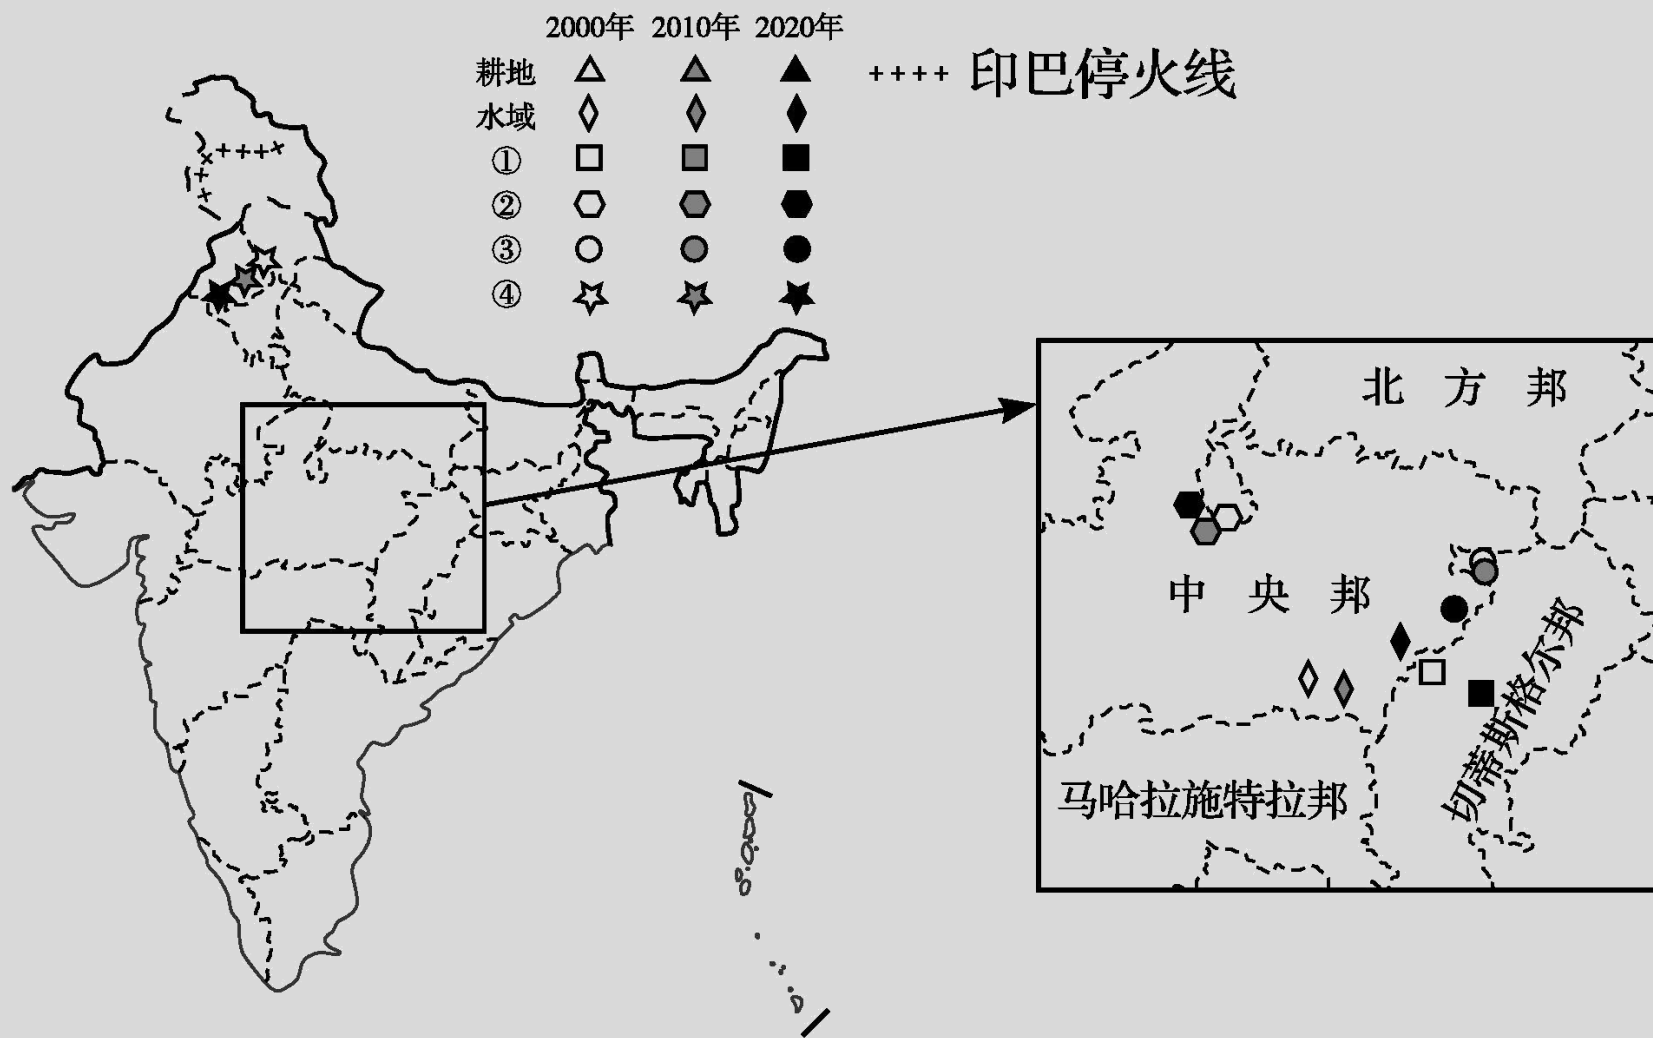 2000年 2010年 2020年
耕地
水域
①
②
③
④
++++ 印巴停火线
北方邦
中央邦
切蒂斯格尔邦
马哈拉施特拉邦